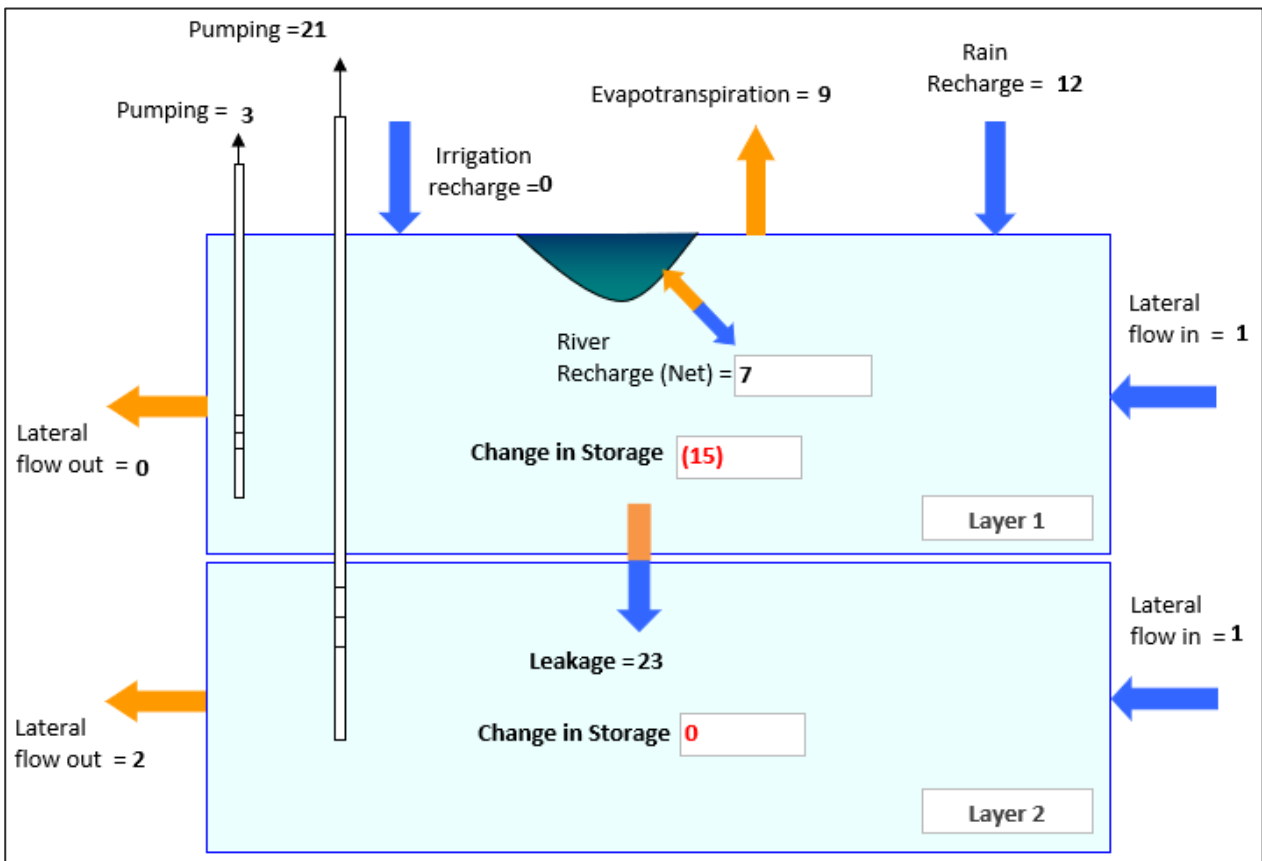 Pumping =21
Pumping = 3
Irrigation
recharge =0
Evapotranspiration = 9
Rain
Recharge = 12
Lateral
flow in = 1
River
Recharge (Net) = 7
Lateral
flow out = 0
Change in Storage (15)
Layer 1
Lateral
flow in = 1
Leakage =23
Lateral
flow out = 2
Change in Storage 0
Layer 2